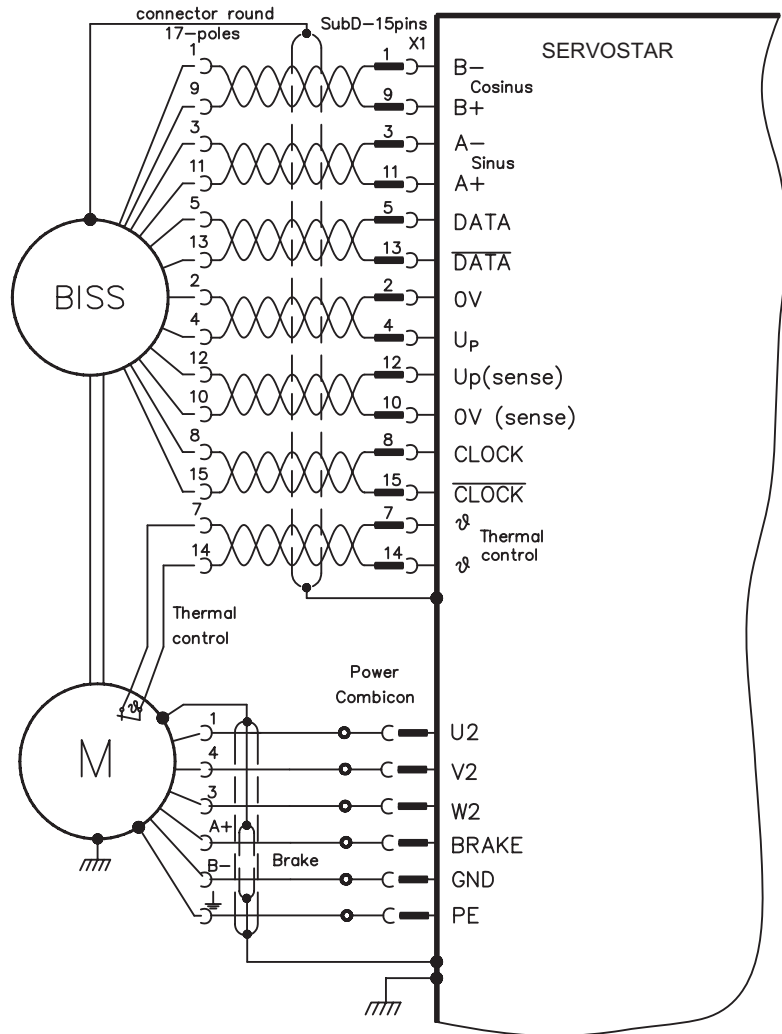 connector round
17-poles
SubD-15pins
X1
SERVOSTAR
1 1 B-
Cosinus
9 9 B+
3 3 A-
Sinus
11 11 A+
5 5 DATA
13 13 DATA
BISS
2 2 0V
4 4 UP
12 12 Up(sense)
10 10 0V (sense)
8 8 CLOCK
15 15 CLOCK
7 7 ϑ
Thermal
control
14 14 ϑ
Thermal
control
Power
Combicon
ϑ
M
1 U2
4 V2
3 W2
A+ BRAKE
Brake
B- GND
PE